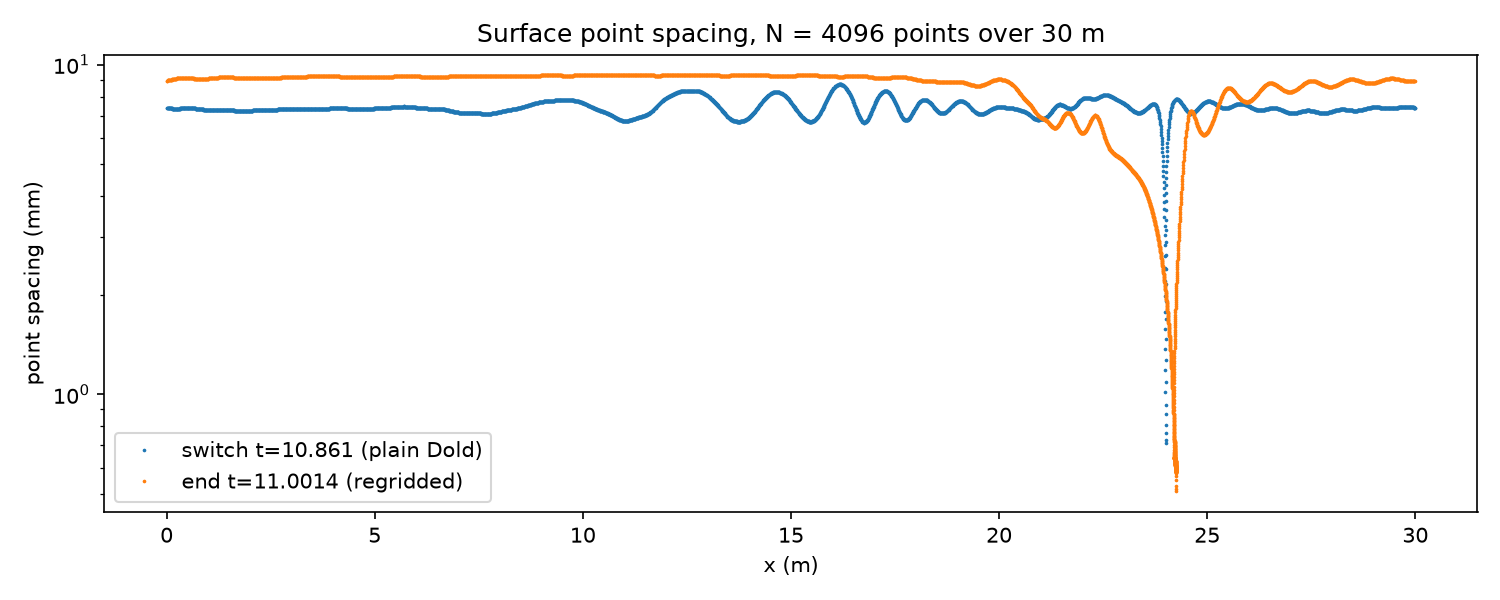 Surface point spacing, N = 4096 points over 30 m
point spacing (mm)
10¹
10⁰
switch t=10.861 (plain Dold)
end t=11.0014 (regridded)
0 5 10 15 20 25 30
x (m)